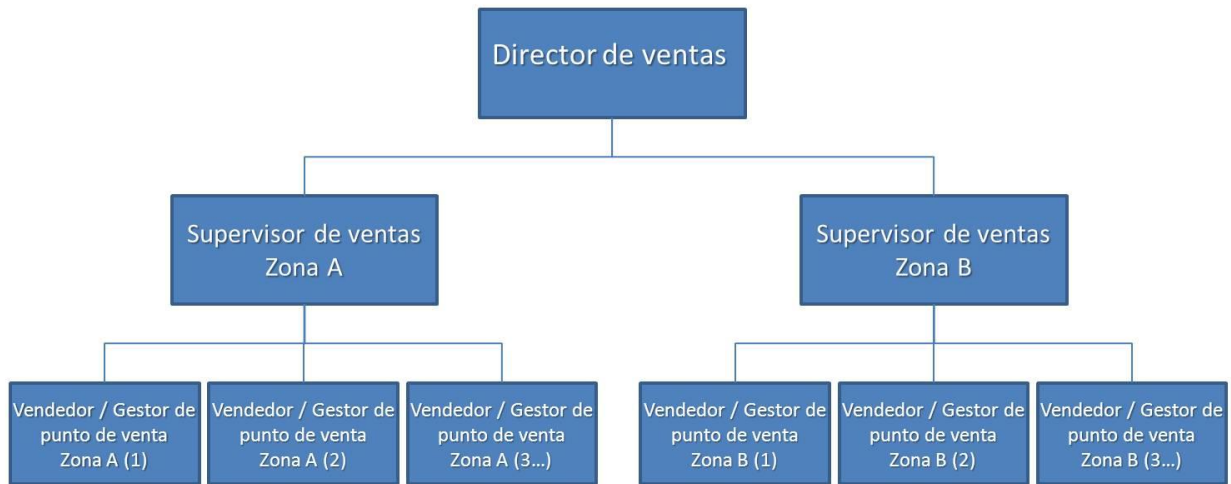 Director de ventas
Supervisor de ventas
Zona A
Supervisor de ventas
Zona B
Vendedor / Gestor de
punto de venta
Zona A (1)
Vendedor / Gestor de
punto de venta
Zona A (2)
Vendedor / Gestor de
punto de venta
Zona A (3...)
Vendedor / Gestor de
punto de venta
Zona B (1)
Vendedor / Gestor de
punto de venta
Zona B (2)
Vendedor / Gestor de
punto de venta
Zona B (3...)